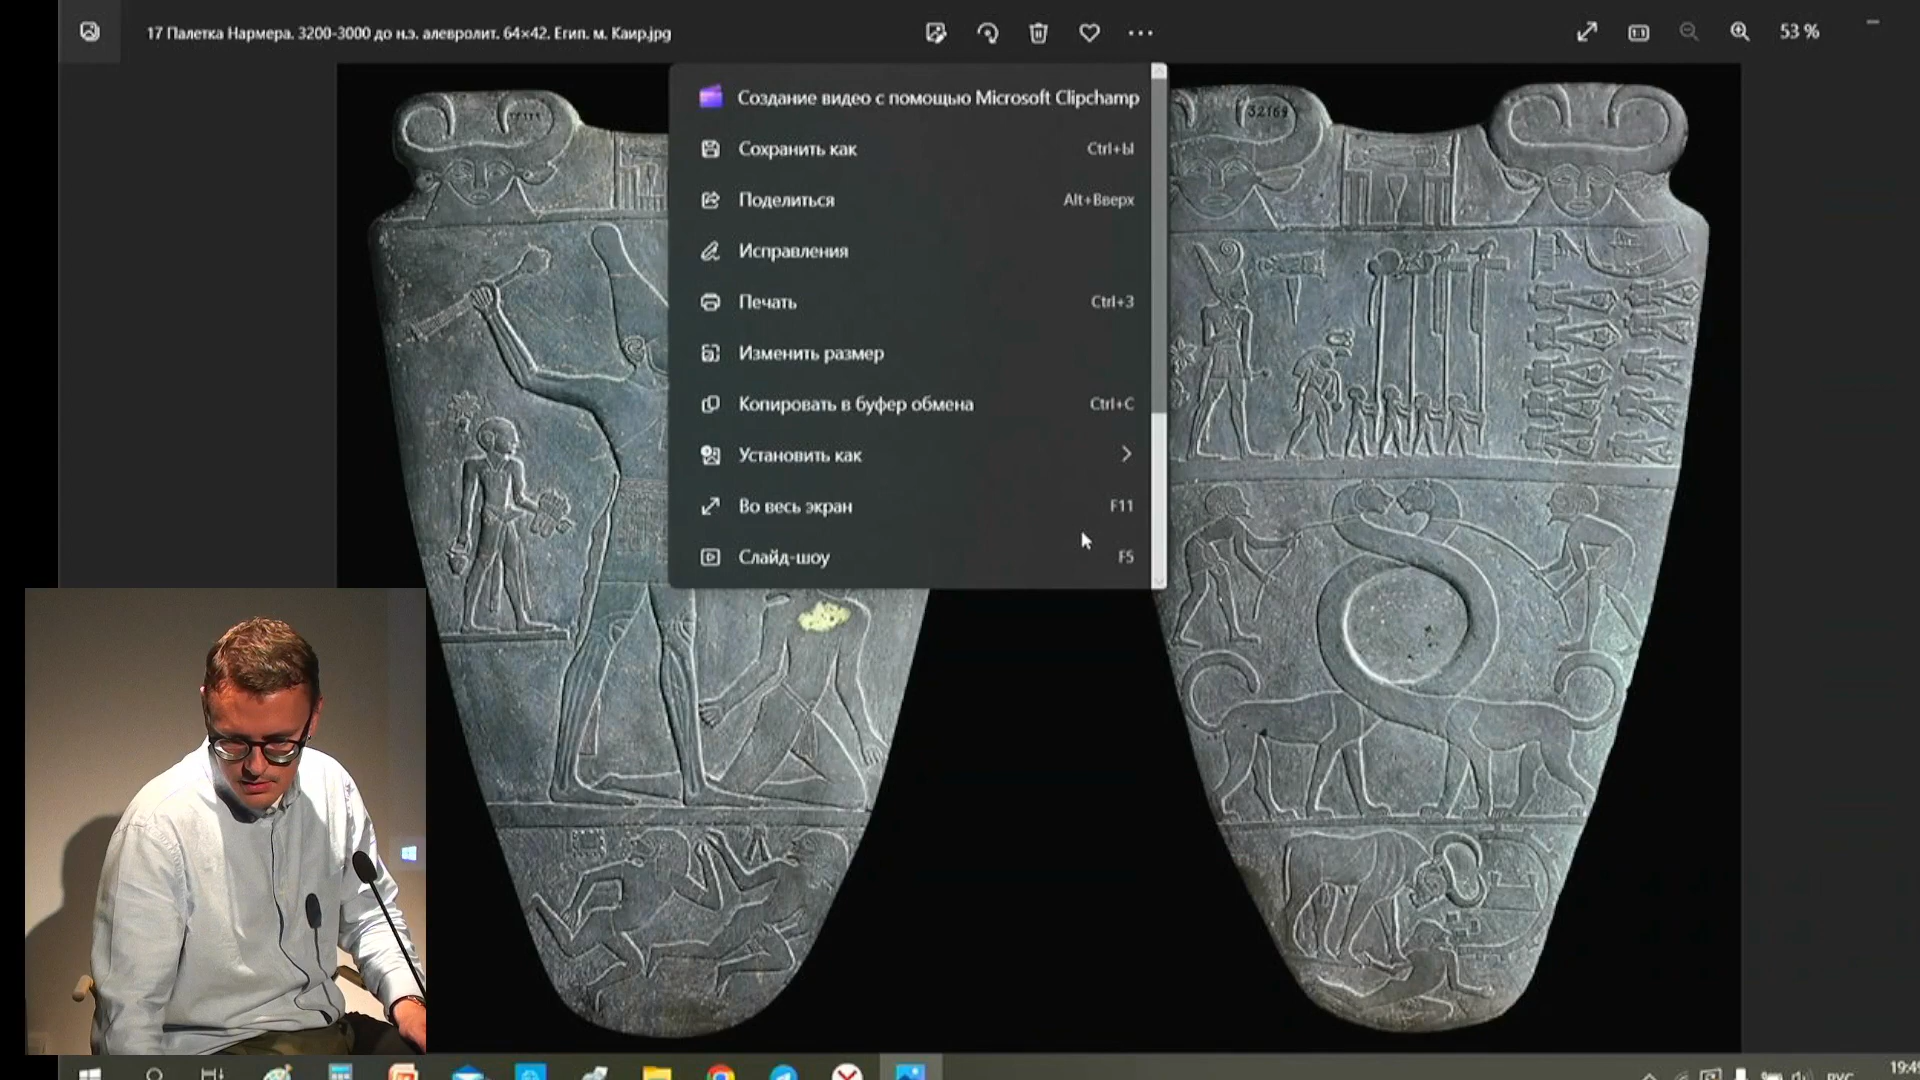 17 Палетка Нармера. 3200-3000 до н.э. алевролит. 64×42. Егип. м. Каир.jpg
53 %
Создание видео с помощью Microsoft Clipchamp
Сохранить как Ctrl+Ы
Поделиться Alt+Вверх
Исправления
Печать Ctrl+З
Изменить размер
Копировать в буфер обмена Ctrl+C
Установить как
Во весь экран F11
Слайд-шоу F5
32169
РУС